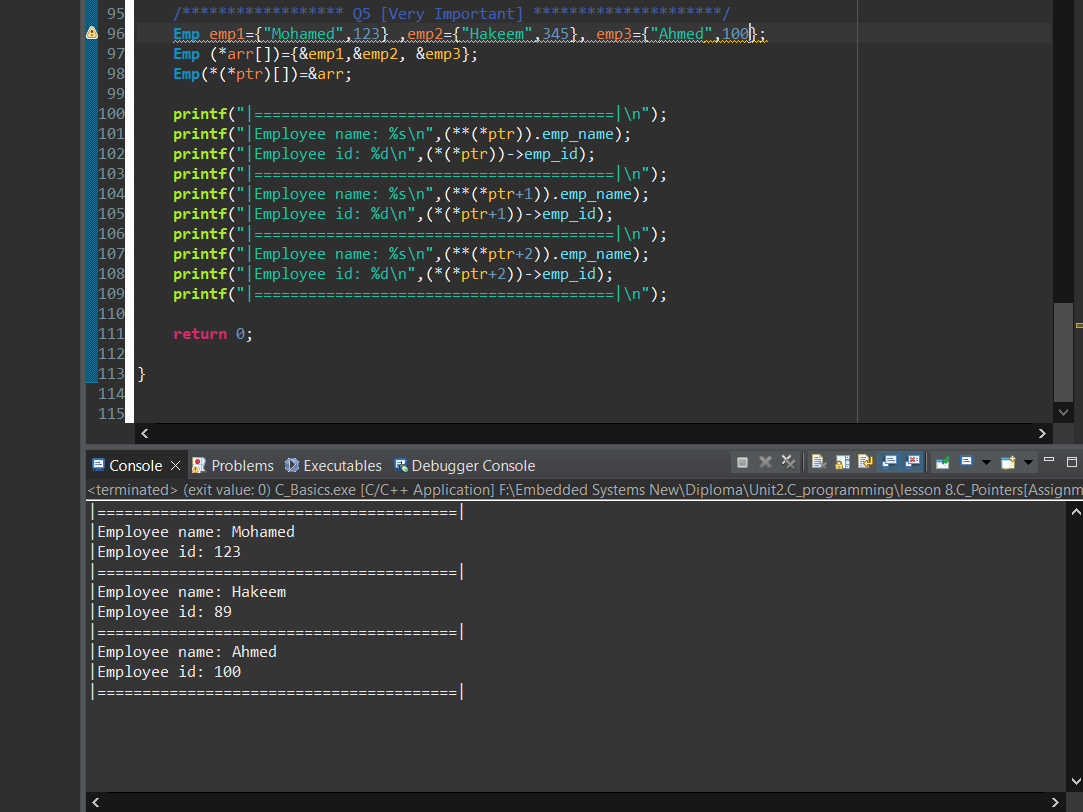 95 /****************** Q5 [Very Important] *********************/
96 Emp emp1={"Mohamed",123} ,emp2={"Hakeem",345}, emp3={"Ahmed",100};
97 Emp (*arr[])={&emp1,&emp2, &emp3};
98 Emp(*(*ptr)[])=&arr;
99
100 printf("|========================================|\n");
101 printf("|Employee name: %s\n",(**(*ptr)).emp_name);
102 printf("|Employee id: %d\n",(*(*ptr))->emp_id);
103 printf("|========================================|\n");
104 printf("|Employee name: %s\n",(**(*ptr+1)).emp_name);
105 printf("|Employee id: %d\n",(*(*ptr+1))->emp_id);
106 printf("|========================================|\n");
107 printf("|Employee name: %s\n",(**(*ptr+2)).emp_name);
108 printf("|Employee id: %d\n",(*(*ptr+2))->emp_id);
109 printf("|========================================|\n");
110
111 return 0;
112
113 }
114
115
Console Problems Executables Debugger Console
<terminated> (exit value: 0) C_Basics.exe [C/C++ Application] F:\Embedded Systems New\Diploma\Unit2.C_programming\lesson 8.C_Pointers[Assignm
|========================================|
|Employee name: Mohamed
|Employee id: 123
|========================================|
|Employee name: Hakeem
|Employee id: 89
|========================================|
|Employee name: Ahmed
|Employee id: 100
|========================================|